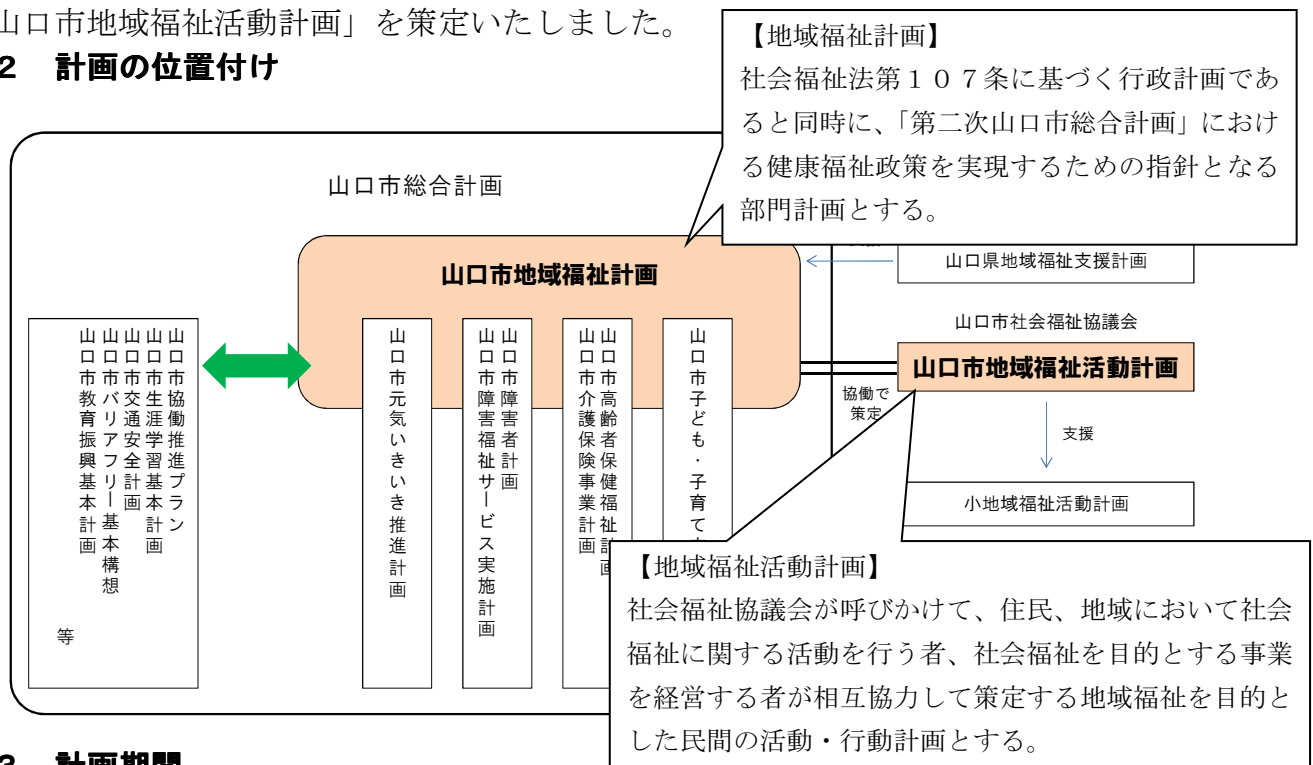 山口市地域福祉活動計画」を策定いたしました。
2　計画の位置付け
【地域福祉計画】
社会福祉法第１０７条に基づく行政計画であ
ると同時に、「第二次山口市総合計画」におけ
る健康福祉政策を実現するための指針となる
部門計画とする。
山口市総合計画
山口市地域福祉計画
山口県地域福祉支援計画
山口市社会福祉協議会
山口市地域福祉活動計画
協働で
策定
支援
小地域福祉活動計画
山口市協働推進プラン
山口市生涯学習基本計画
山口市交通安全計画
山口市バリアフリー基本構想
山口市教育振興基本計画
等
山口市元気いきいき推進計画
山口市障害者計画
山口市障害福祉サービス実施計画
山口市高齢者保健福祉計画
山口市介護保険事業計画
山口市子ども・子育て
【地域福祉活動計画】
社会福祉協議会が呼びかけて、住民、地域において社会
福祉に関する活動を行う者、社会福祉を目的とする事業
を経営する者が相互協力して策定する地域福祉を目的と
した民間の活動・行動計画とする。
3　計画期間